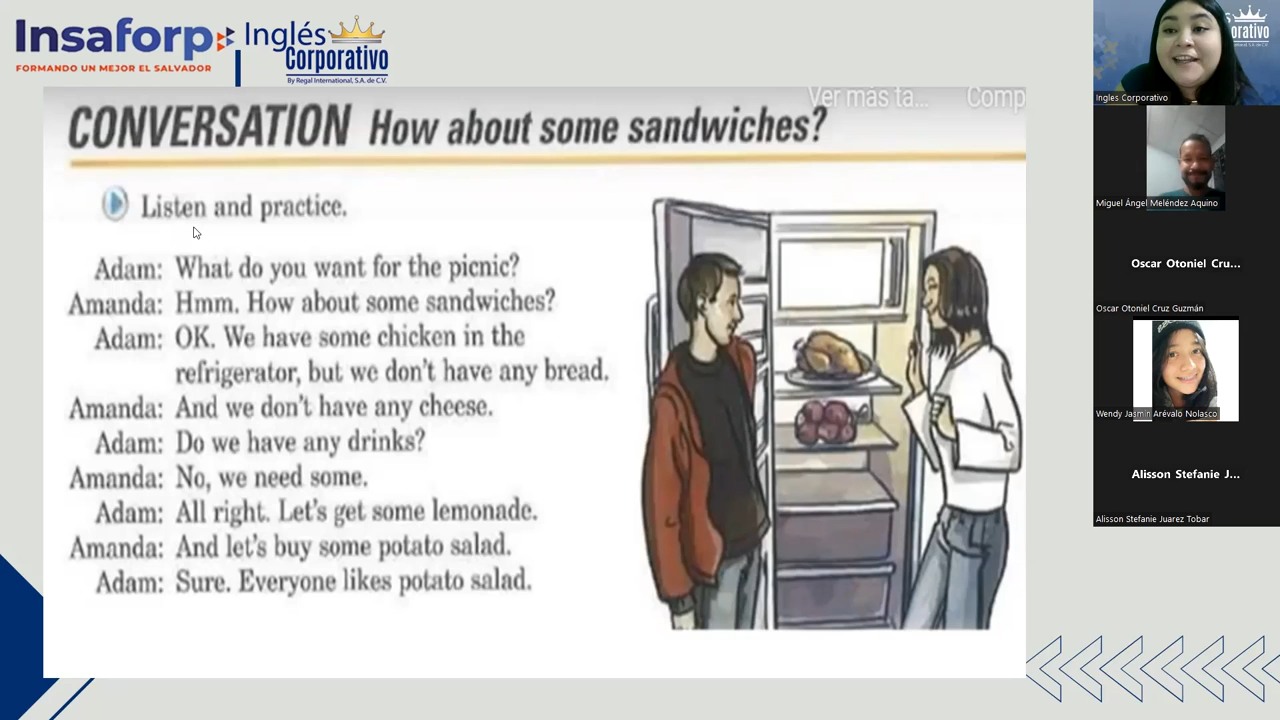 Insaforp
FORMANDO UN MEJOR EL SALVADOR
Inglés
Corporativo
By Regal International, S.A. de C.V.
Ver más ta... Comp
CONVERSATION How about some sandwiches?
Listen and practice.
Adam: What do you want for the picnic?
Amanda: Hmm. How about some sandwiches?
Adam: OK. We have some chicken in the
refrigerator, but we don't have any bread.
Amanda: And we don't have any cheese.
Adam: Do we have any drinks?
Amanda: No, we need some.
Adam: All right. Let's get some lemonade.
Amanda: And let's buy some potato salad.
Adam: Sure. Everyone likes potato salad.
Ingles Corporativo
Miguel Ángel Meléndez Aquino
Oscar Otoniel Cru...
Oscar Otoniel Cruz Guzmán
Wendy Jasmin Arévalo Nolasco
Alisson Stefanie J...
Alisson Stefanie Juarez Tobar